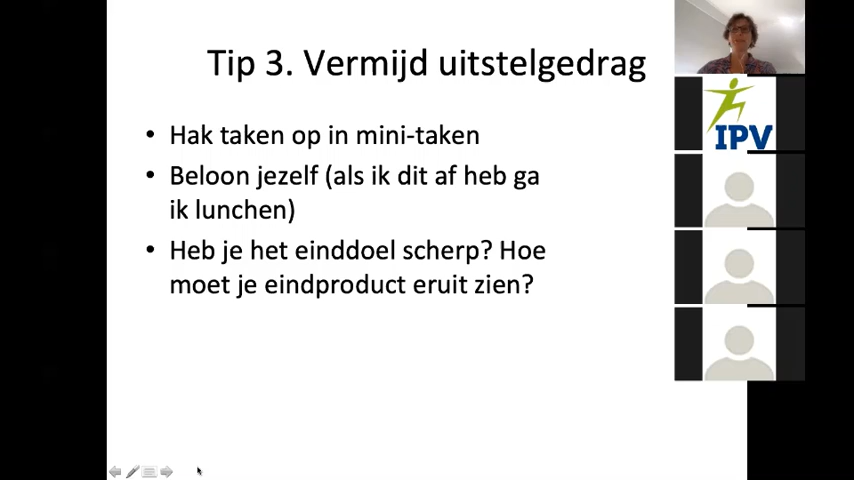 Tip 3. Vermijd uitstelgedrag
• Hak taken op in mini-taken
• Beloon jezelf (als ik dit af heb ga
ik lunchen)
• Heb je het einddoel scherp? Hoe
moet je eindproduct eruit zien?
IPV